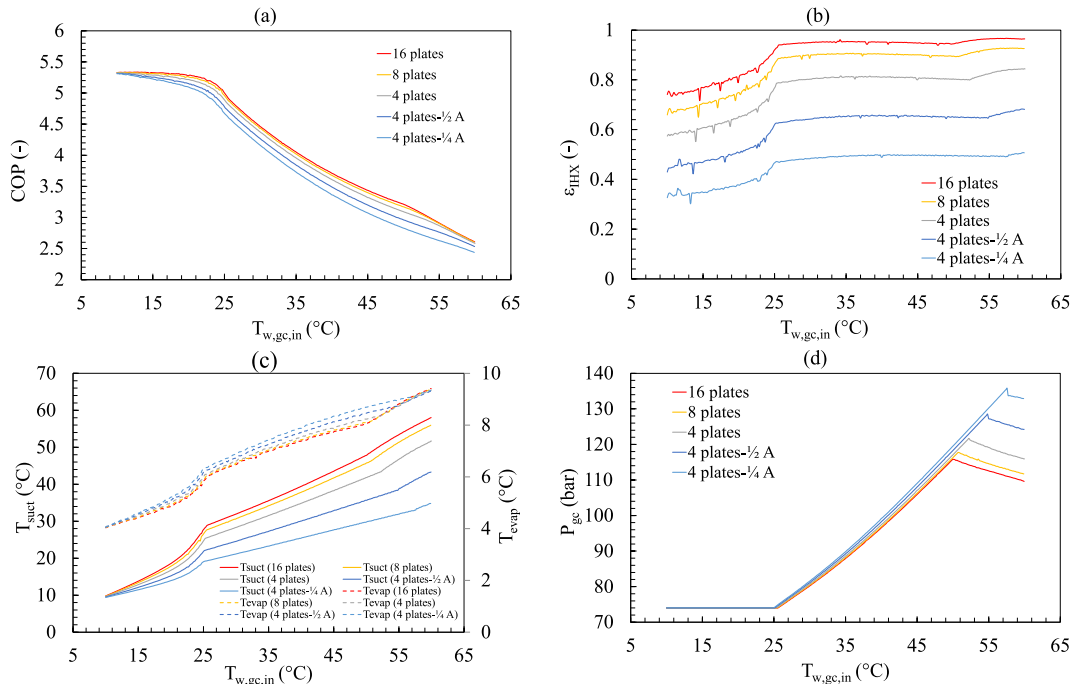 (a)
6
5.5
5
4.5
4
3.5
3
2.5
2
COP (-)
16 plates
8 plates
4 plates
4 plates-½ A
4 plates-¼ A
5 15 25 35 45 55 65
T_w,gc,in (°C)
(b)
1
0.8
0.6
0.4
0.2
0
ε_IHX (-)
16 plates
8 plates
4 plates
4 plates-½ A
4 plates-¼ A
5 15 25 35 45 55 65
T_w,gc,in (°C)
(c)
70
60
50
40
30
20
10
0
T_suct (°C)
10
8
6
4
2
0
T_evap (°C)
Tsuct (16 plates) Tsuct (8 plates)
Tsuct (4 plates) Tsuct (4 plates-½ A)
Tsuct (4 plates-¼ A) Tevap (16 plates)
Tevap (8 plates) Tevap (4 plates)
Tevap (4 plates-½ A) Tevap (4 plates-¼ A)
5 15 25 35 45 55 65
T_w,gc,in (°C)
(d)
140
130
120
110
100
90
80
70
P_gc (bar)
16 plates
8 plates
4 plates
4 plates-½ A
4 plates-¼ A
5 15 25 35 45 55 65
T_w,gc,in (°C)